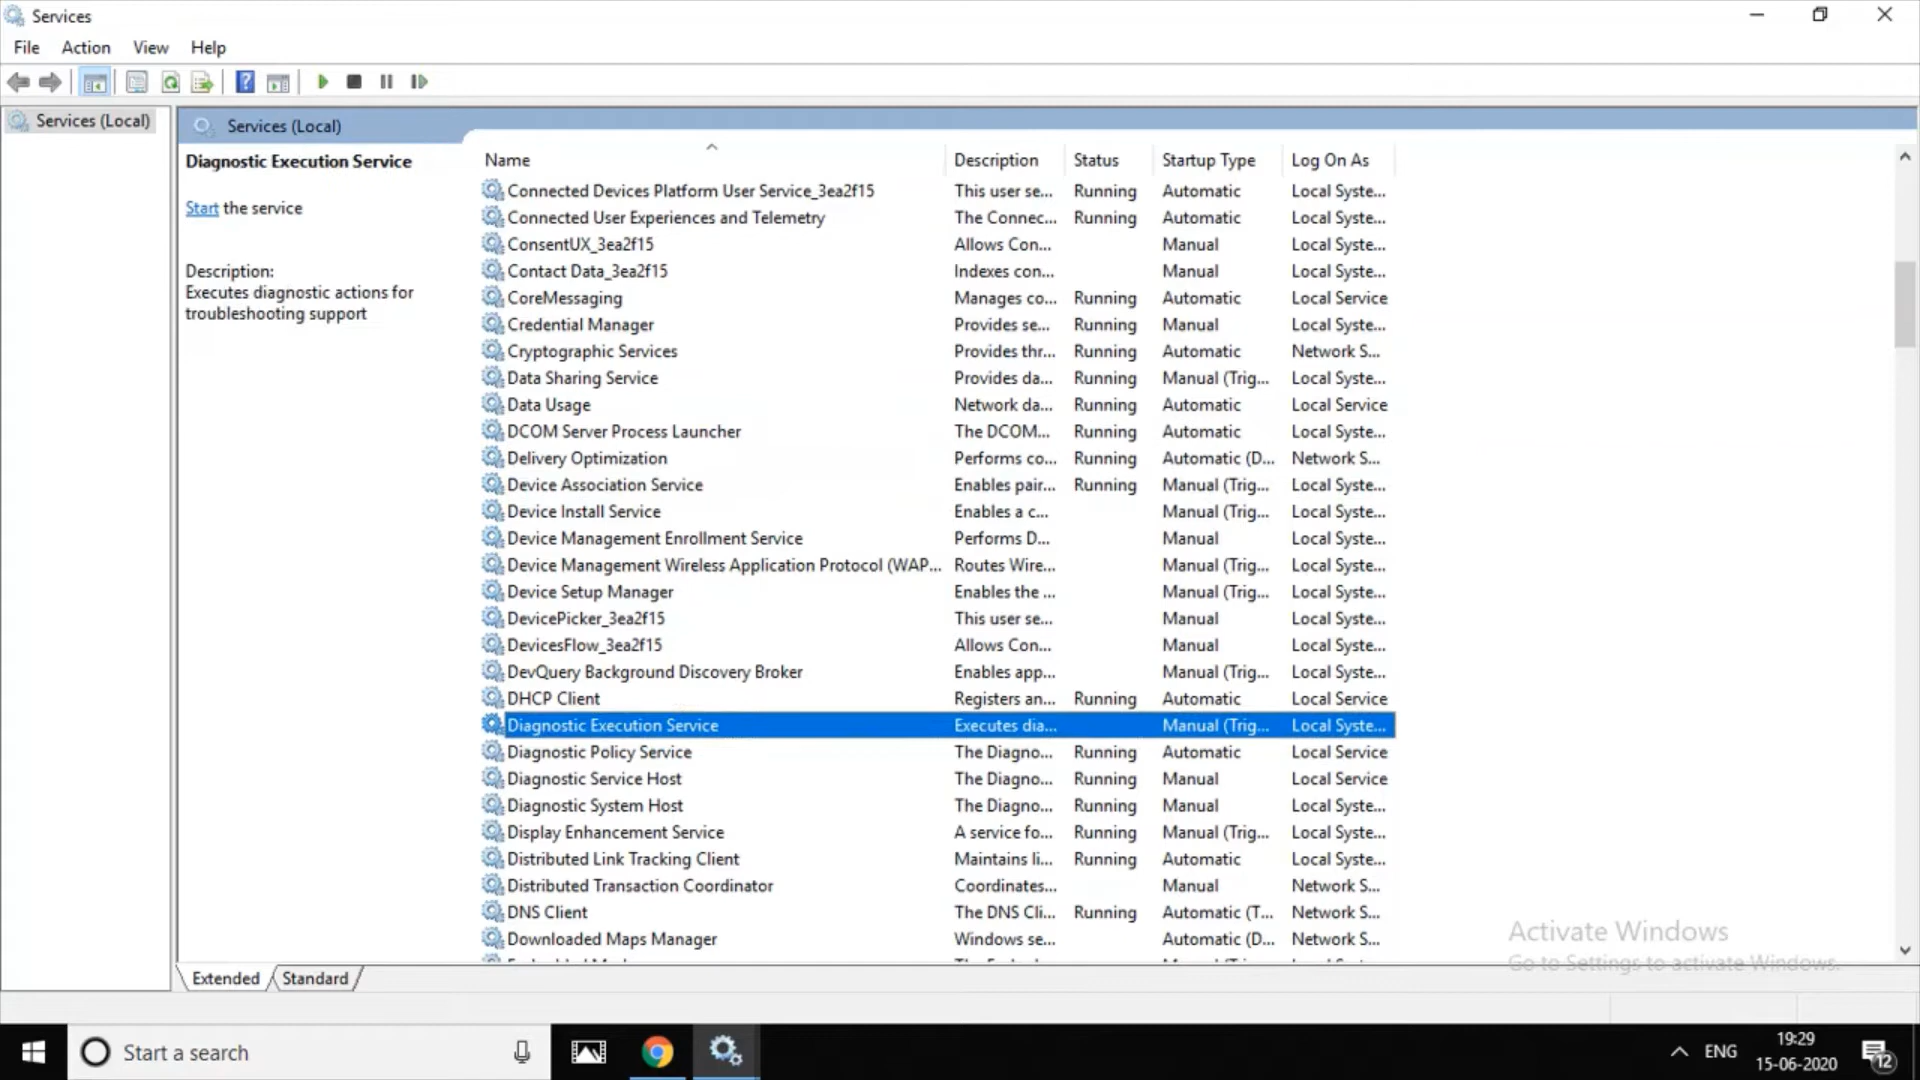 Services
File Action View Help
Services (Local)
Services (Local)
Diagnostic Execution Service
Start the service
Description:
Executes diagnostic actions for
troubleshooting support
Name Description Status Startup Type Log On As
Connected Devices Platform User Service_3ea2f15 This user se... Running Automatic Local Syste...
Connected User Experiences and Telemetry The Connec... Running Automatic Local Syste...
ConsentUX_3ea2f15 Allows Con... Manual Local Syste...
Contact Data_3ea2f15 Indexes con... Manual Local Syste...
CoreMessaging Manages co... Running Automatic Local Service
Credential Manager Provides se... Running Manual Local Syste...
Cryptographic Services Provides thr... Running Automatic Network S...
Data Sharing Service Provides da... Running Manual (Trig... Local Syste...
Data Usage Network da... Running Automatic Local Service
DCOM Server Process Launcher The DCOM... Running Automatic Local Syste...
Delivery Optimization Performs co... Running Automatic (D... Network S...
Device Association Service Enables pair... Running Manual (Trig... Local Syste...
Device Install Service Enables a c... Manual (Trig... Local Syste...
Device Management Enrollment Service Performs D... Manual Local Syste...
Device Management Wireless Application Protocol (WAP... Routes Wire... Manual (Trig... Local Syste...
Device Setup Manager Enables the ... Manual (Trig... Local Syste...
DevicePicker_3ea2f15 This user se... Manual Local Syste...
DevicesFlow_3ea2f15 Allows Con... Manual Local Syste...
DevQuery Background Discovery Broker Enables app... Manual (Trig... Local Syste...
DHCP Client Registers an... Running Automatic Local Service
Diagnostic Execution Service Executes dia... Manual (Trig... Local Syste...
Diagnostic Policy Service The Diagno... Running Automatic Local Service
Diagnostic Service Host The Diagno... Running Manual Local Service
Diagnostic System Host The Diagno... Running Manual Local Syste...
Display Enhancement Service A service fo... Running Manual (Trig... Local Syste...
Distributed Link Tracking Client Maintains li... Running Automatic Local Syste...
Distributed Transaction Coordinator Coordinates... Manual Network S...
DNS Client The DNS Cli... Running Automatic (T... Network S...
Downloaded Maps Manager Windows se... Automatic (D... Network S...
Activate Windows
Go to Settings to activate Windows.
Extended Standard
Start a search
ENG
19:29
15-06-2020
12